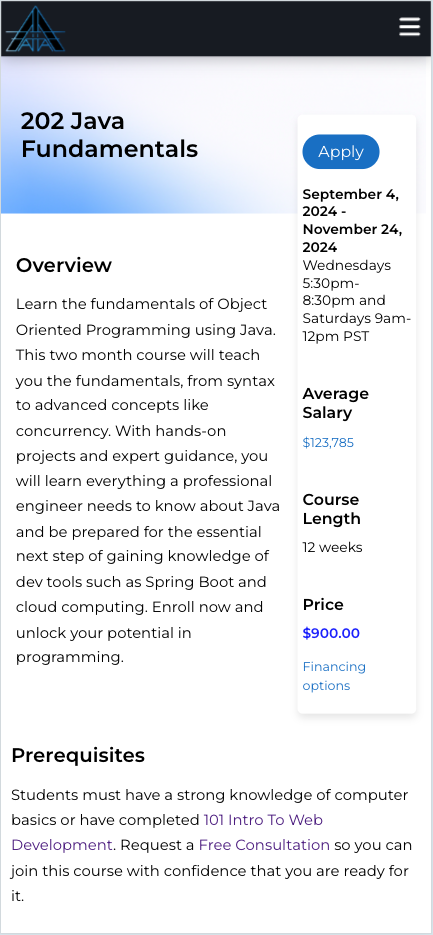 202 Java
Fundamentals
Apply
September 4,
2024 -
November 24,
2024
Wednesdays
5:30pm-
8:30pm and
Saturdays 9am-
12pm PST
Average
Salary
$123,785
Course
Length
12 weeks
Price
$900.00
Financing
options
Overview
Learn the fundamentals of Object
Oriented Programming using Java.
This two month course will teach
you the fundamentals, from syntax
to advanced concepts like
concurrency. With hands-on
projects and expert guidance, you
will learn everything a professional
engineer needs to know about Java
and be prepared for the essential
next step of gaining knowledge of
dev tools such as Spring Boot and
cloud computing. Enroll now and
unlock your potential in
programming.
Prerequisites
Students must have a strong knowledge of computer
basics or have completed 101 Intro To Web
Development. Request a Free Consultation so you can
join this course with confidence that you are ready for
it.